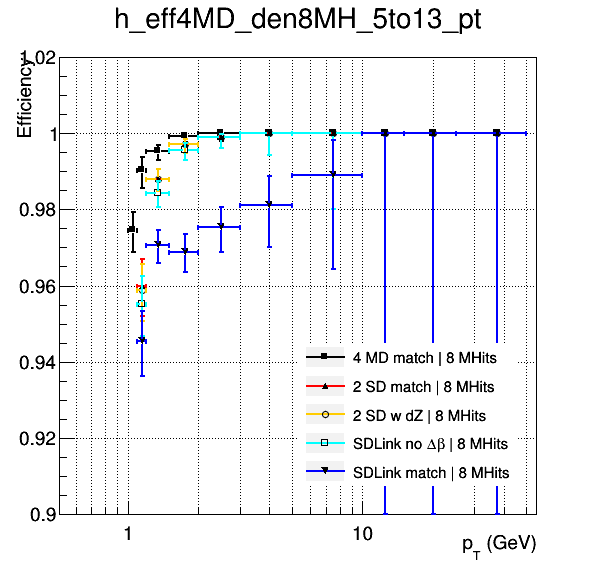 h_eff4MD_den8MH_5to13_pt
Efficiency
1.02
1
0.98
0.96
0.94
0.92
0.9
4 MD match | 8 MHits
2 SD match | 8 MHits
2 SD w dZ | 8 MHits
SDLink no Δβ | 8 MHits
SDLink match | 8 MHits
1
10
p_T (GeV)